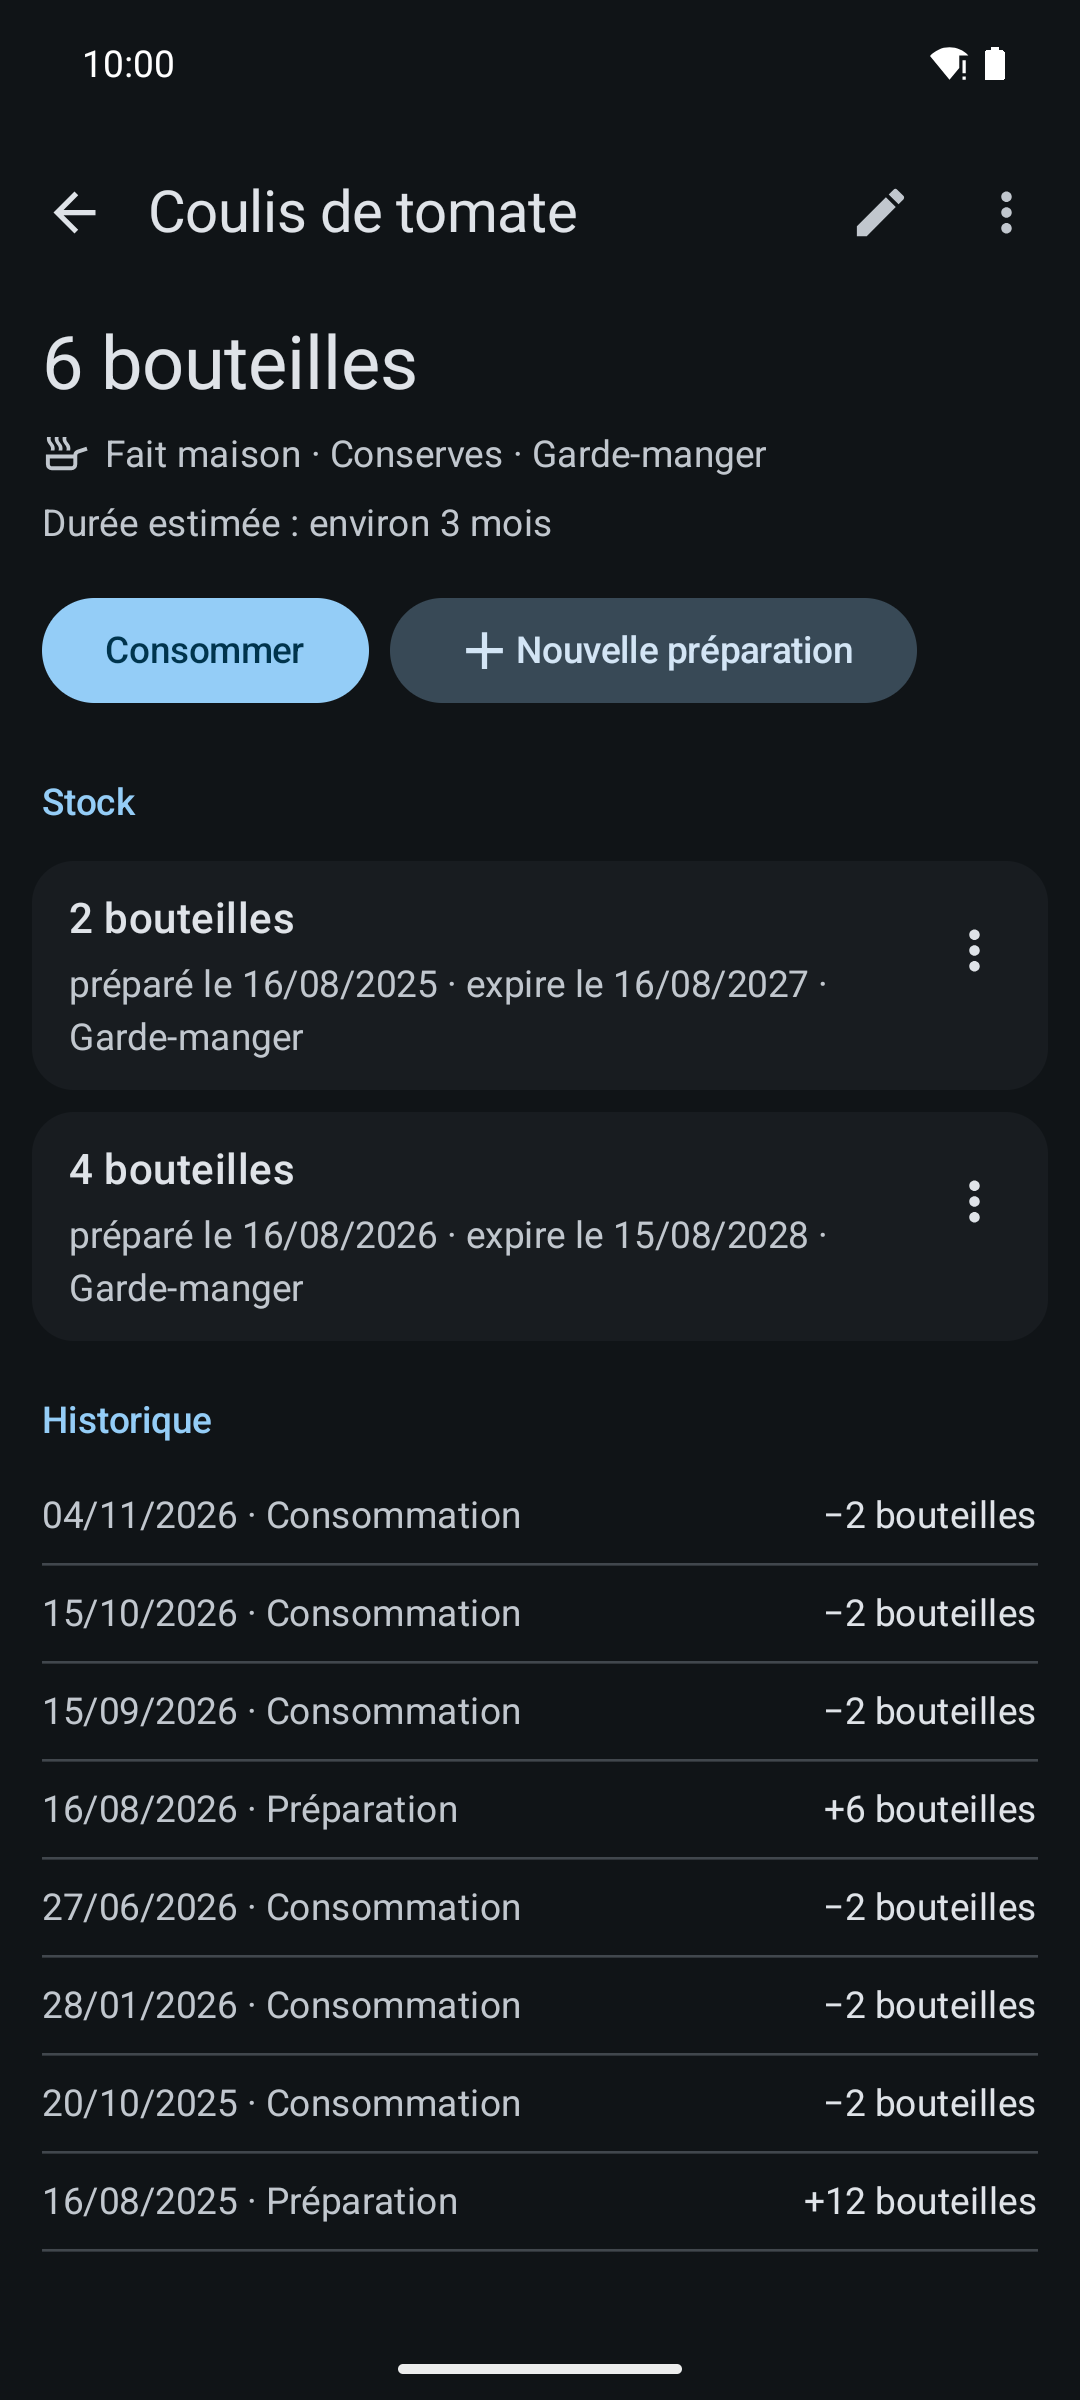 10:00
Coulis de tomate
6 bouteilles
Fait maison · Conserves · Garde-manger
Durée estimée : environ 3 mois
Consommer
Nouvelle préparation
Stock
2 bouteilles
préparé le 16/08/2025 · expire le 16/08/2027 ·
Garde-manger
4 bouteilles
préparé le 16/08/2026 · expire le 15/08/2028 ·
Garde-manger
Historique
04/11/2026 · Consommation −2 bouteilles
15/10/2026 · Consommation −2 bouteilles
15/09/2026 · Consommation −2 bouteilles
16/08/2026 · Préparation +6 bouteilles
27/06/2026 · Consommation −2 bouteilles
28/01/2026 · Consommation −2 bouteilles
20/10/2025 · Consommation −2 bouteilles
16/08/2025 · Préparation +12 bouteilles